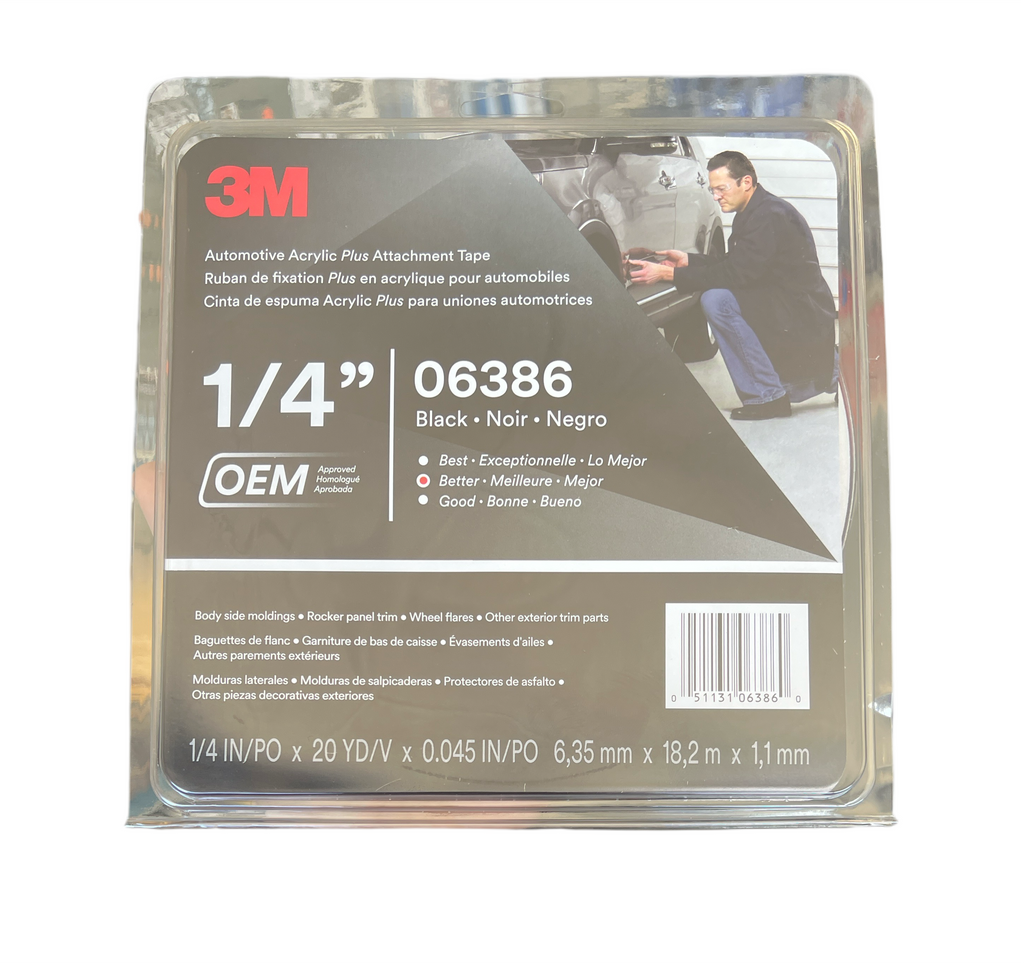 3M
Automotive Acrylic Plus Attachment Tape
Ruban de fixation Plus en acrylique pour automobiles
Cinta de espuma Acrylic Plus para uniones automotrices
1/4”
06386
Black • Noir • Negro
OEM
Approved
Homologué
Aprobada
Best • Exceptionnelle • Lo Mejor
Better • Meilleure • Mejor
Good • Bonne • Bueno
Body side moldings • Rocker panel trim • Wheel flares • Other exterior trim parts
Baguettes de flanc • Garniture de bas de caisse • Évasements d'ailes •
Autres parements extérieurs
Molduras laterales • Molduras de salpicaderas • Protectores de asfalto •
Otras piezas decorativas exteriores
0 51131 06386 0
1/4 IN/PO x 20 YD/V x 0.045 IN/PO 6,35 mm x 18,2 m x 1,1 mm